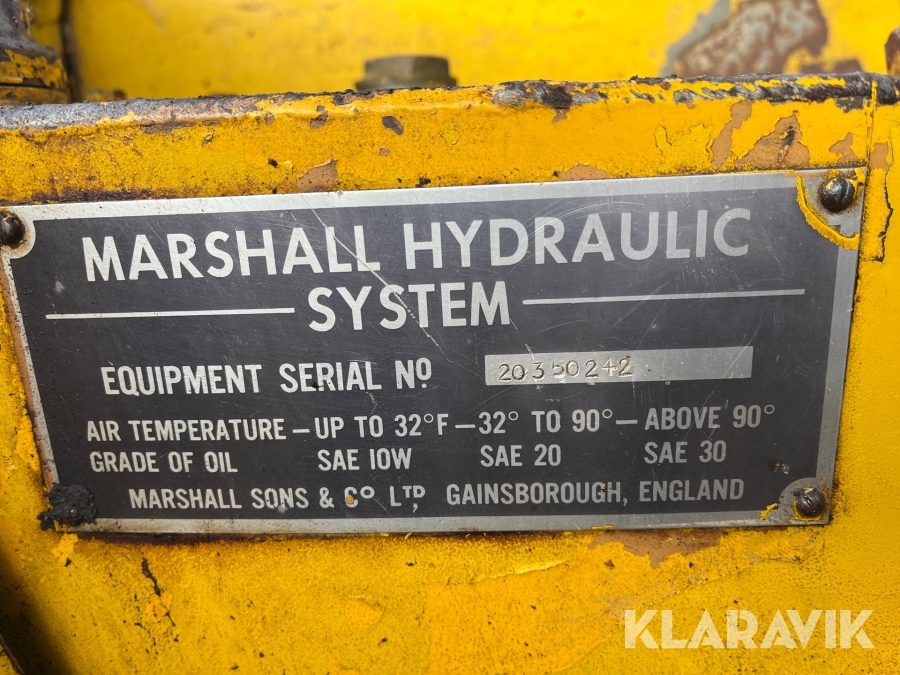 MARSHALL HYDRAULIC
SYSTEM
EQUIPMENT SERIAL Nº 20350242
AIR TEMPERATURE — UP TO 32°F — 32° TO 90° — ABOVE 90°
GRADE OF OIL SAE 10W SAE 20 SAE 30
MARSHALL SONS & Cº LTD, GAINSBOROUGH, ENGLAND
KLARAVIK